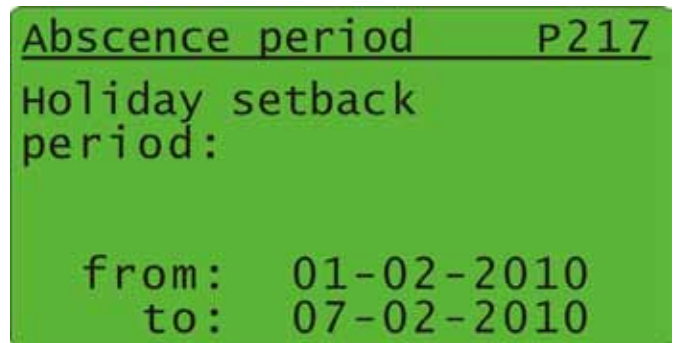 Abscence period P217
Holiday setback
period:
from: 01-02-2010
to: 07-02-2010